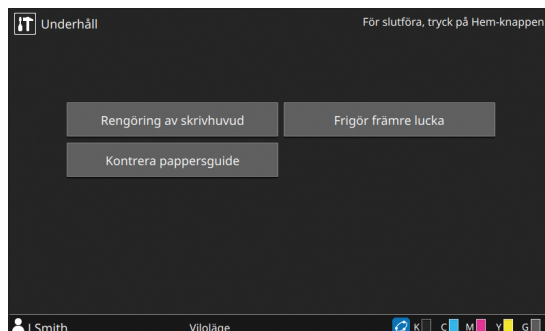 Underhåll
För slutföra, tryck på Hem-knappen
Rengöring av skrivhuvud
Frigör främre lucka
Kontrera pappersguide
J Smith
Viloläge
K C M Y G